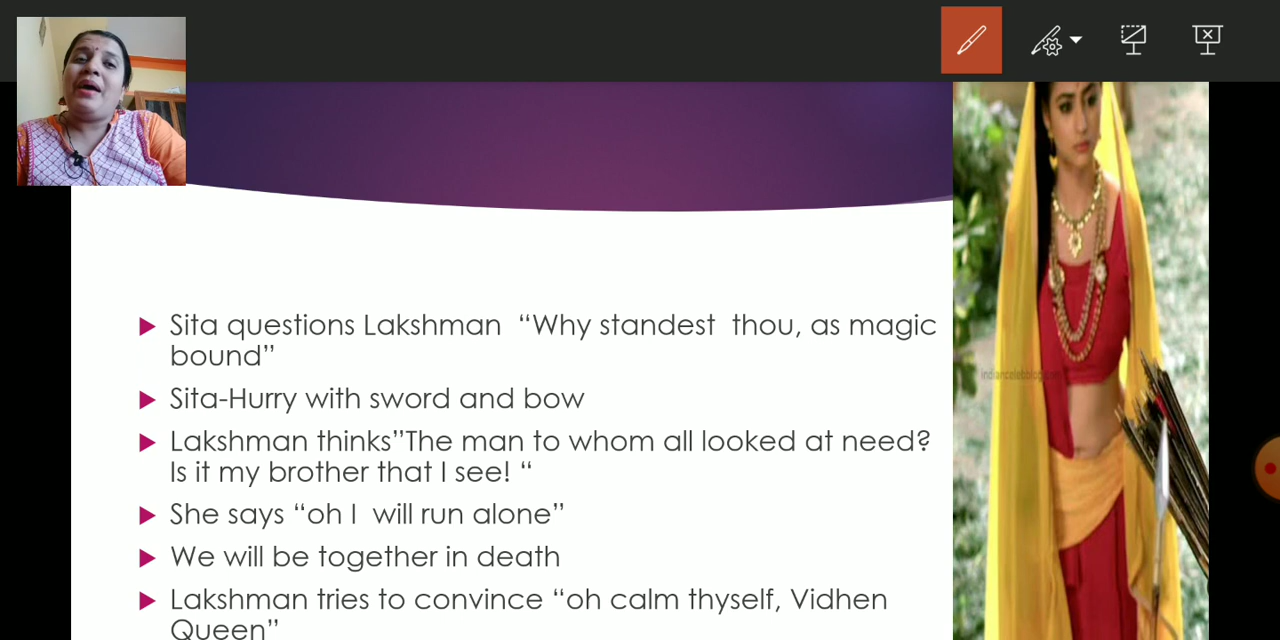 Sita questions Lakshman “Why standest thou, as magic
bound”
Sita-Hurry with sword and bow
Lakshman thinks”The man to whom all looked at need?
Is it my brother that I see! “
She says “oh I will run alone”
We will be together in death
Lakshman tries to convince “oh calm thyself, Vidhen
Queen”
indiancelebblog.com